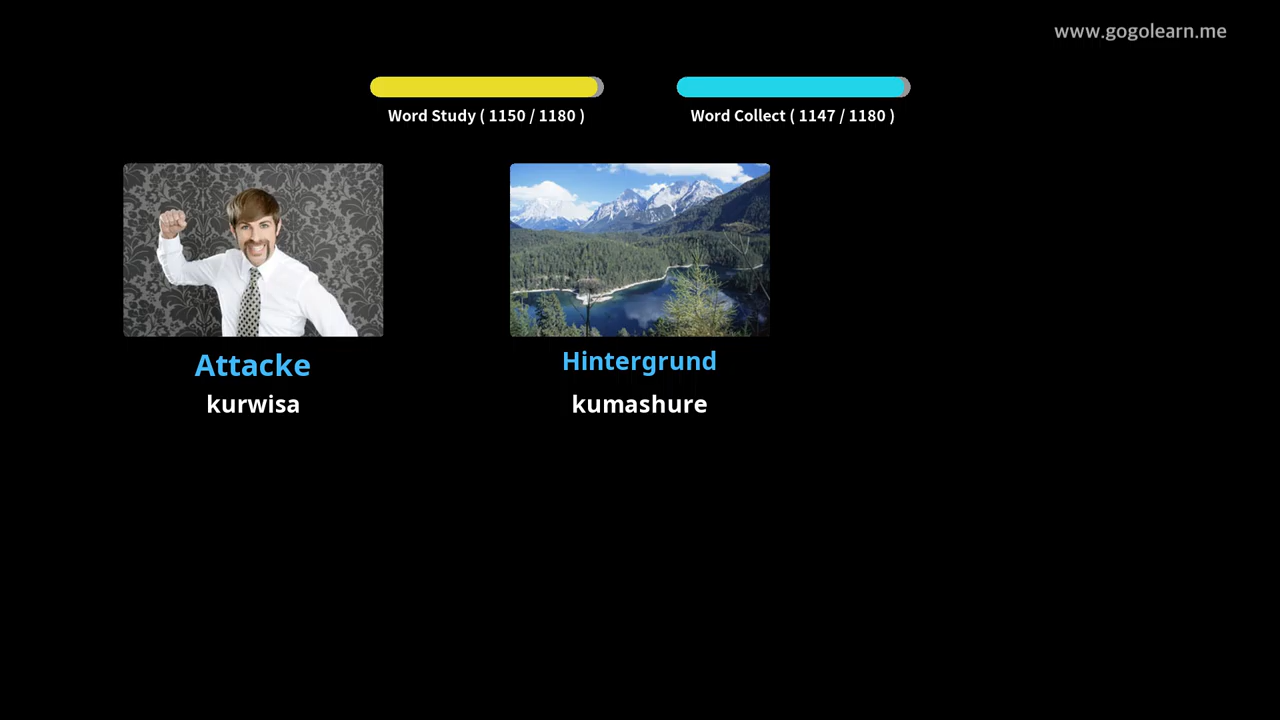 www.gogolearn.me
Word Study ( 1150 / 1180 )
Word Collect ( 1147 / 1180 )
Attacke
kurwisa
Hintergrund
kumashure